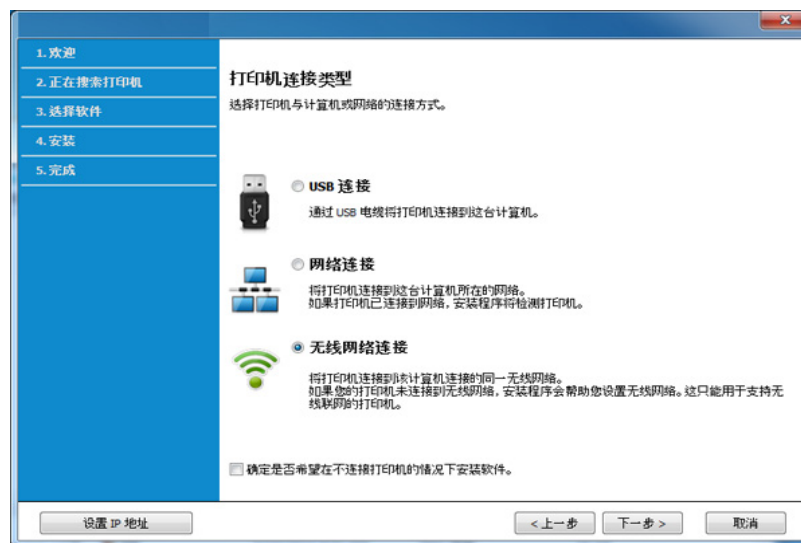 1. 欢迎
2. 正在搜索打印机
3. 选择软件
4. 安装
5. 完成
打印机连接类型
选择打印机与计算机或网络的连接方式。
USB 连接
通过 USB 电缆将打印机连接到这台计算机。
网络连接
将打印机连接到这台计算机所在的网络。
如果打印机已连接到网络，安装程序将检测打印机。
无线网络连接
将打印机连接到该计算机连接的同一无线网络。
如果您的打印机未连接到无线网络，安装程序会帮助您设置无线网络。这只能用于支持无
线联网的打印机。
确定是否希望在不连接打印机的情况下安装软件。
设置 IP 地址
<上一步
下一步 >
取消